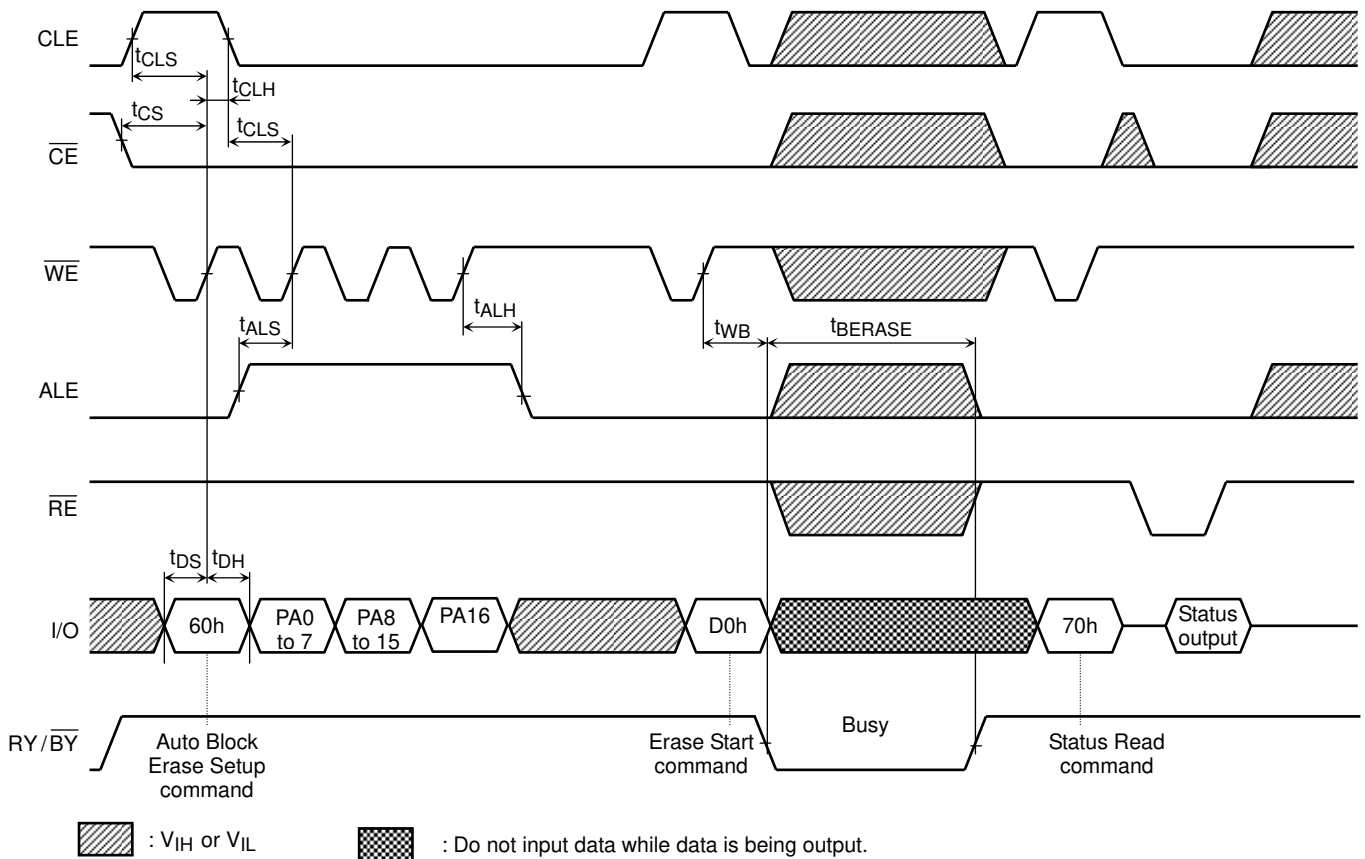 CLE
tCLS
tCLH
tCS
tCLS
CE
WE
tALS
tALH
tWB
tBERASE
ALE
RE
tDS
tDH
I/O
60h
PA0
to 7
PA8
to 15
PA16
D0h
70h
Status
output
RY/BY
Busy
Auto Block
Erase Setup
command
Erase Start
command
Status Read
command
: VIH or VIL
: Do not input data while data is being output.